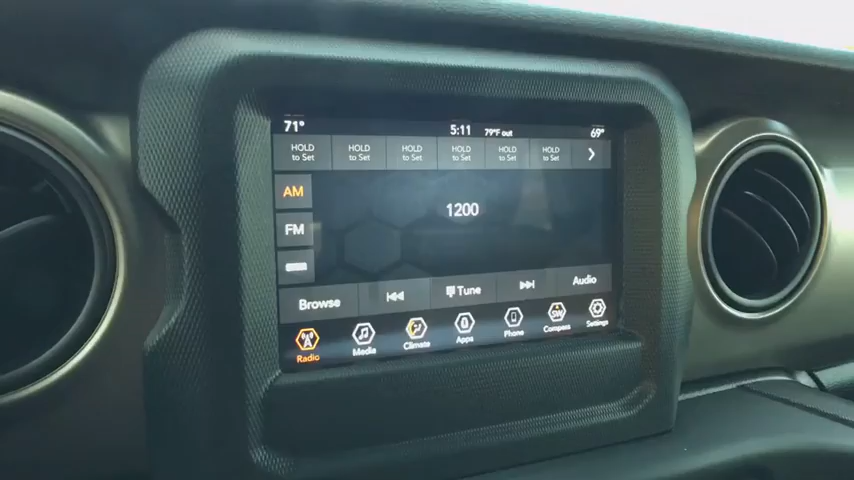 71° 5:11 79°F out 69°
HOLD to Set HOLD to Set HOLD to Set HOLD to Set HOLD to Set HOLD to Set
AM
1200
FM
Browse Tune Audio
Radio Media Climate Apps Phone SW Compass Settings